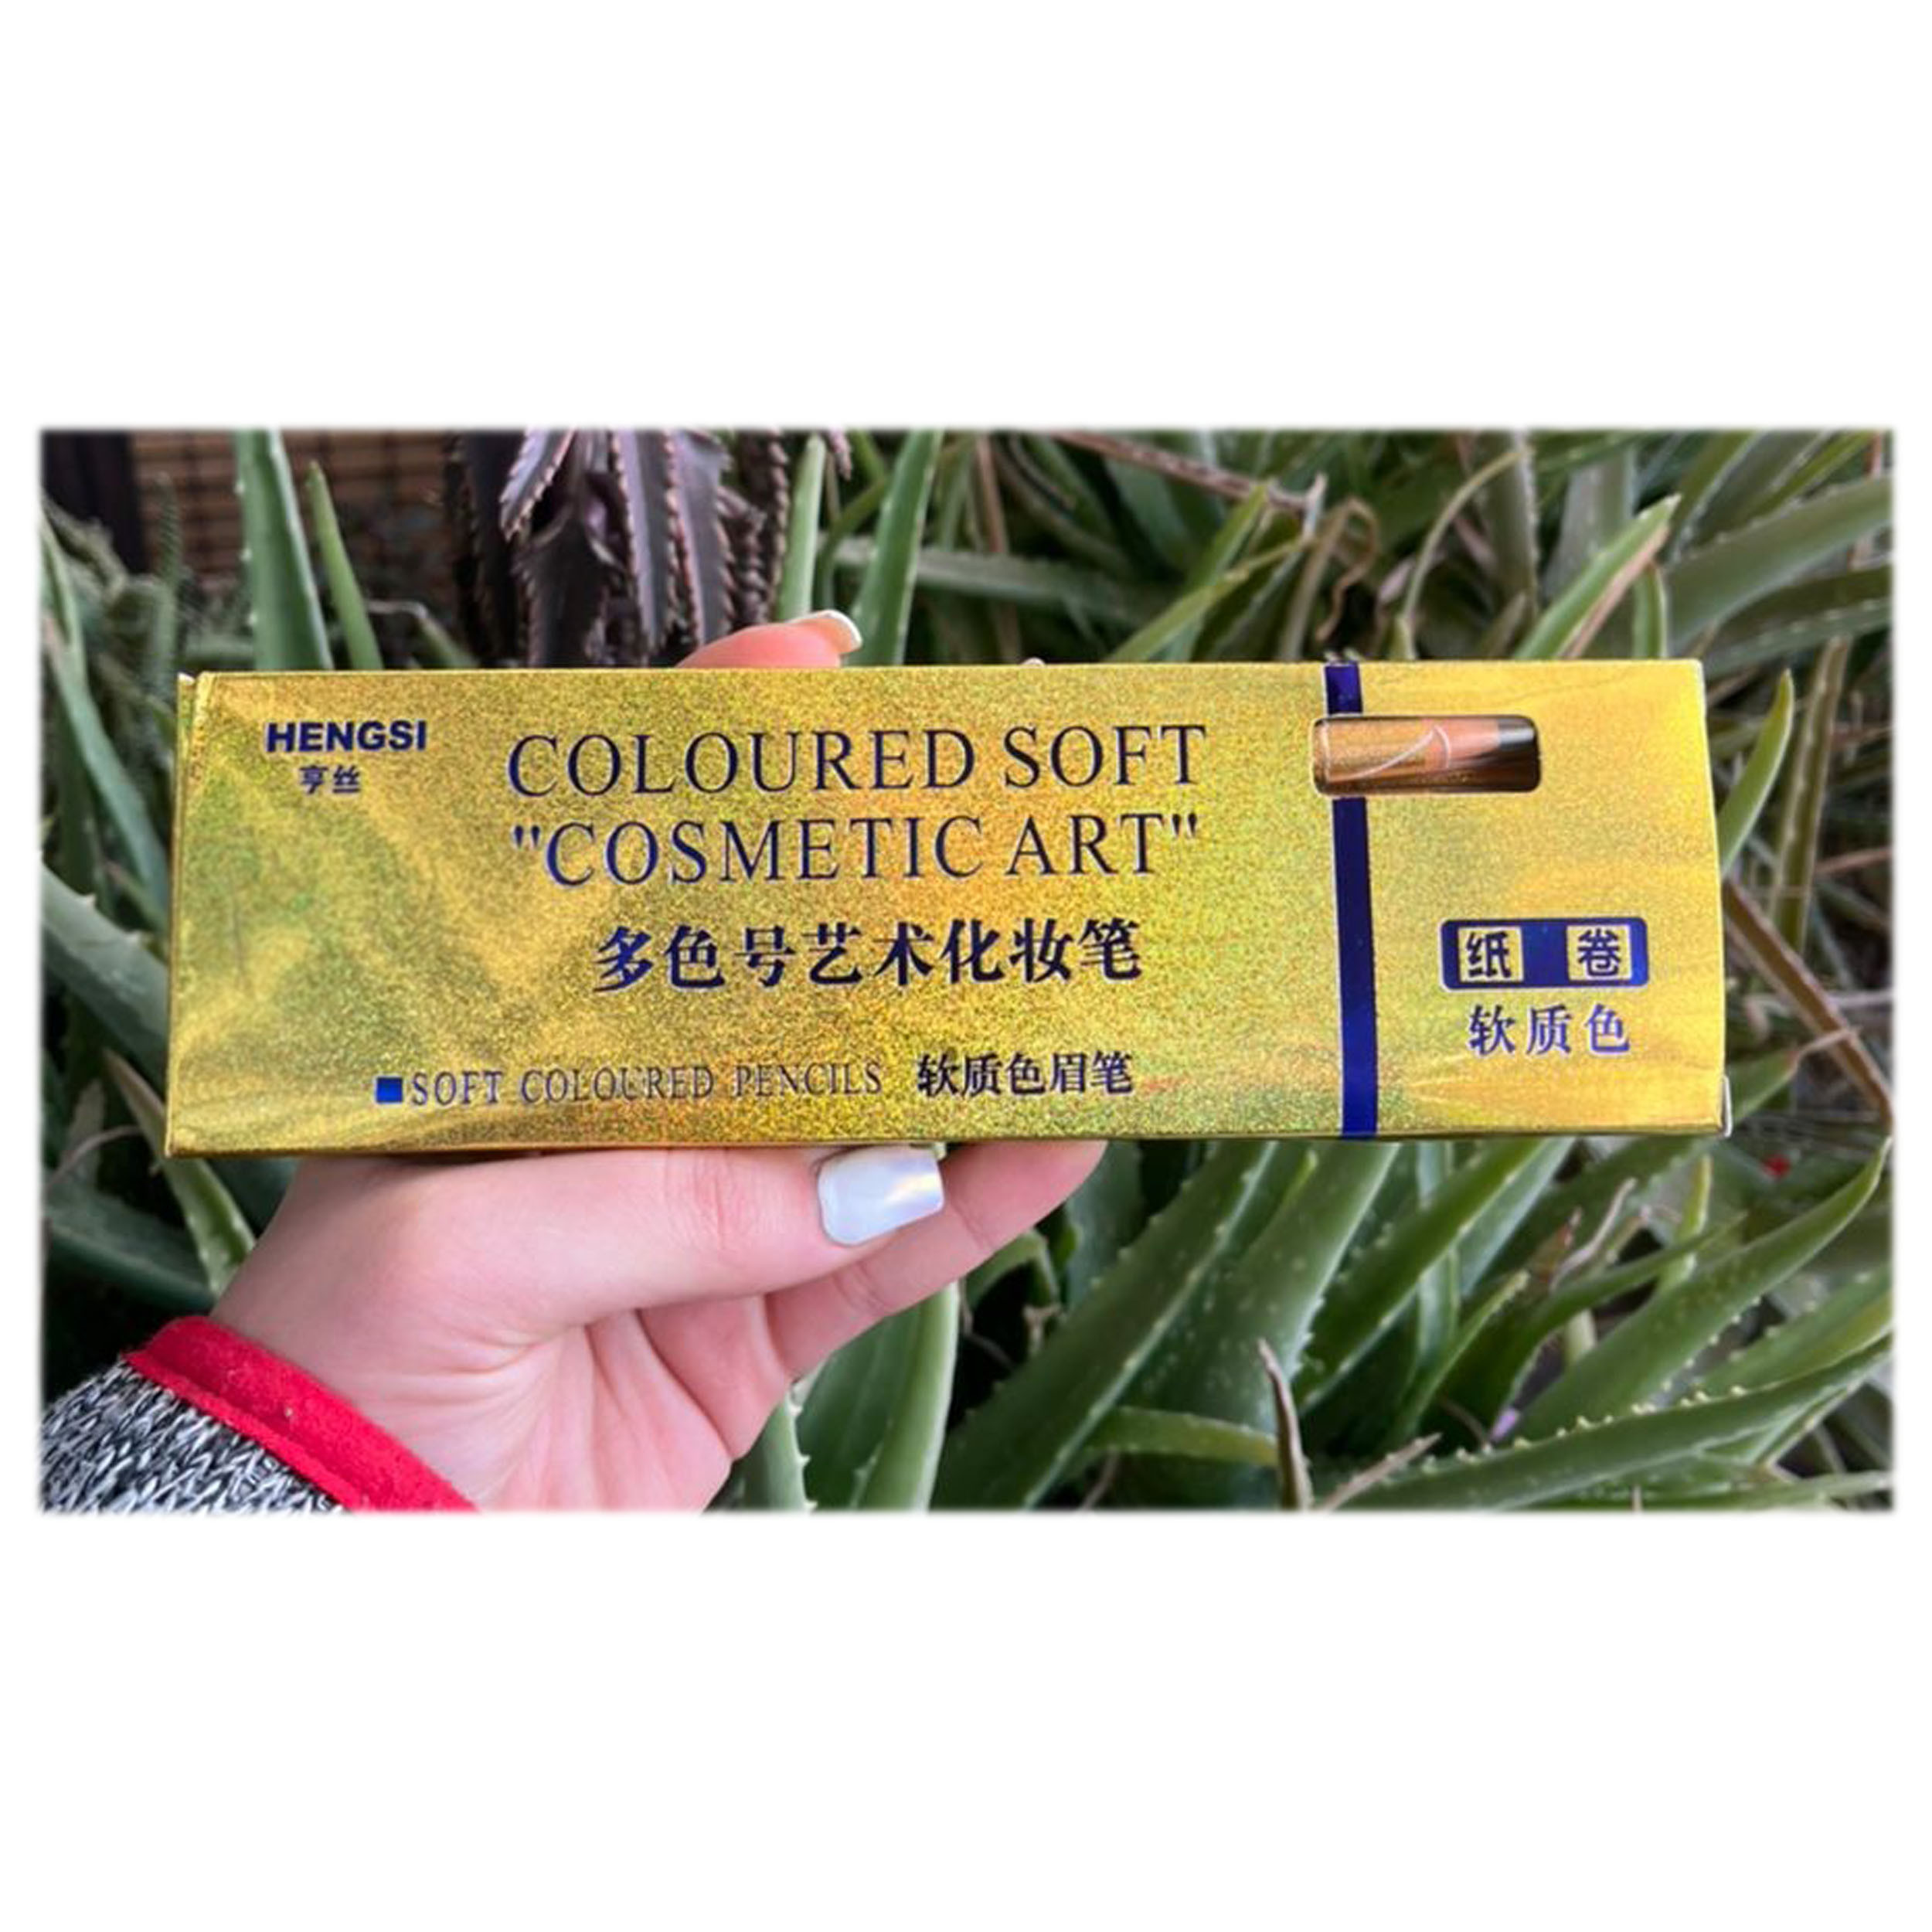 HENGSI
亨丝
COLOURED SOFT
"COSMETIC ART"
多色号艺术化妆笔
SOFT COLOURED PENCILS 软质色眉笔
纸卷
软质色